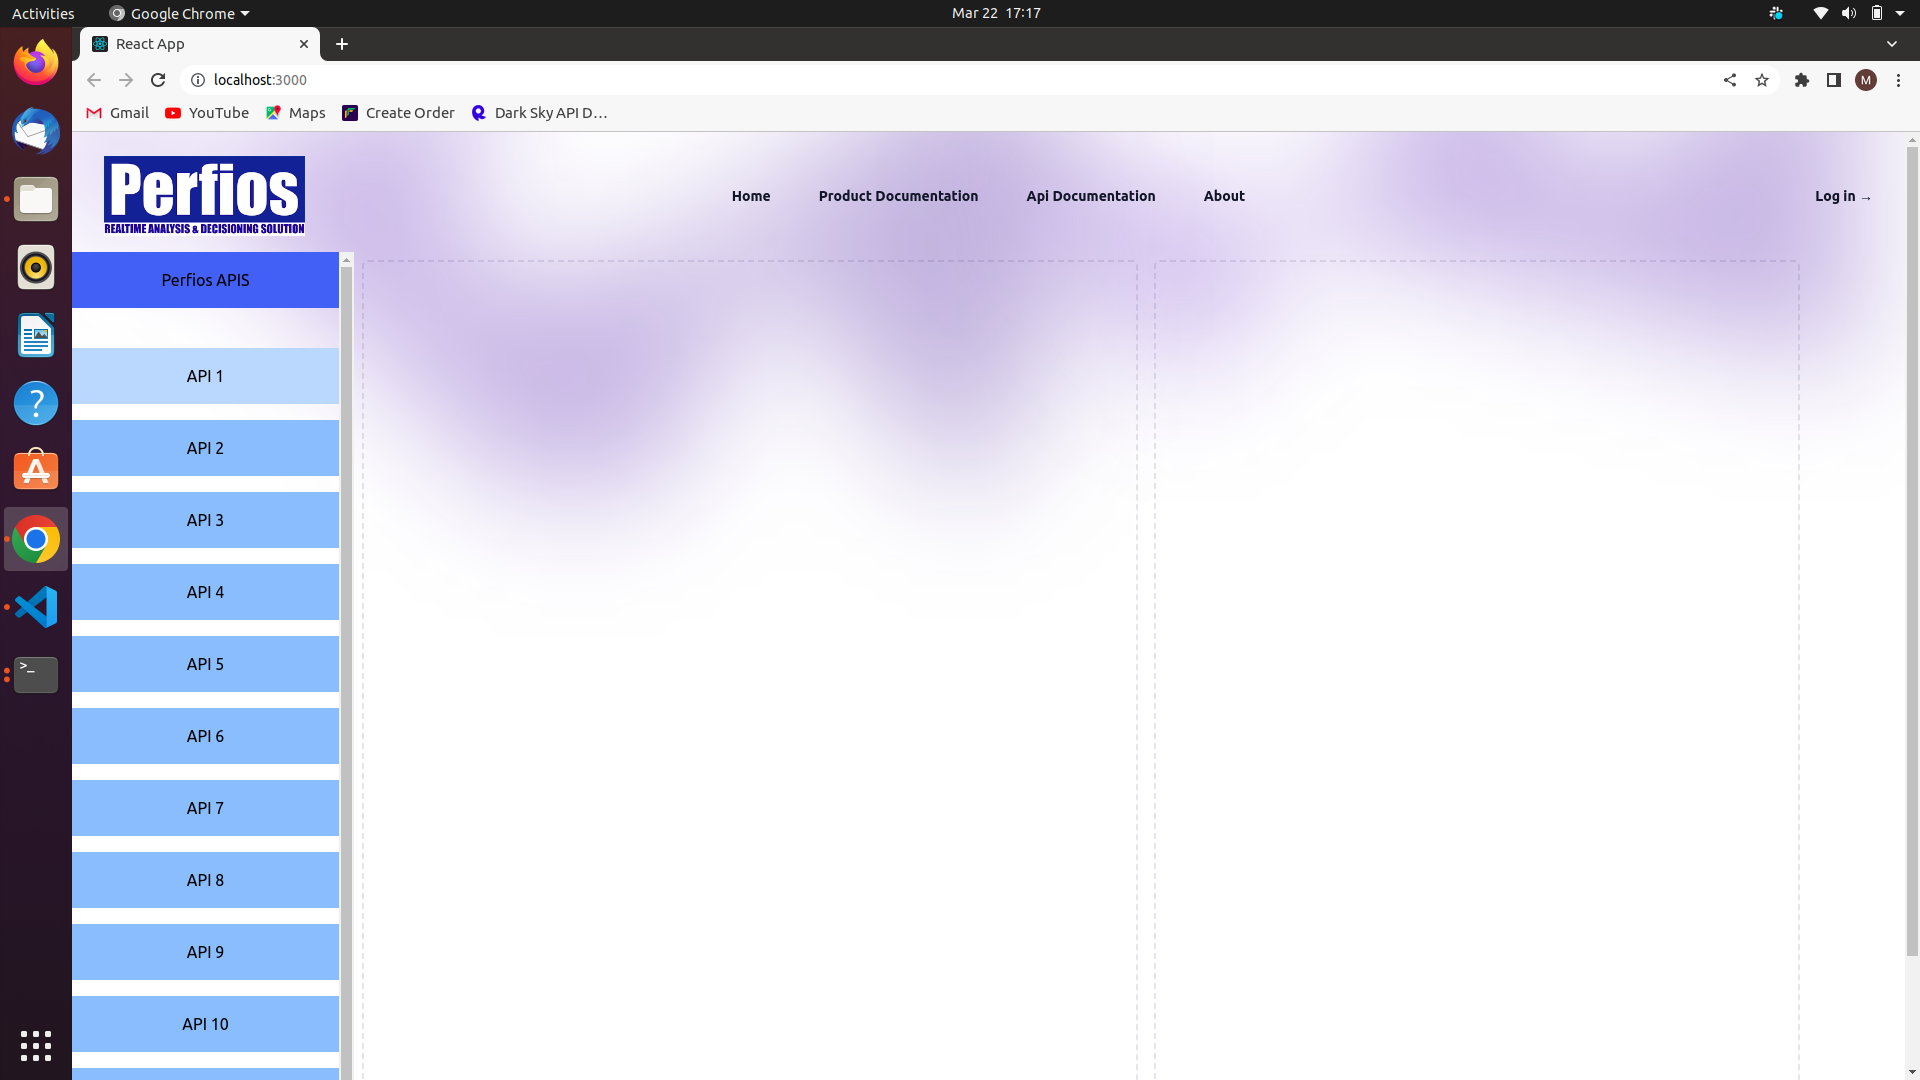 Activities
Google Chrome
Mar 22 17:17
React App
localhost:3000
M
Gmail
YouTube
Maps
Create Order
Dark Sky API D...
Perfios
REALTIME ANALYSIS & DECISIONING SOLUTION
Home
Product Documentation
Api Documentation
About
Log in →
Perfios APIS
API 1
API 2
API 3
API 4
API 5
API 6
API 7
API 8
API 9
API 10